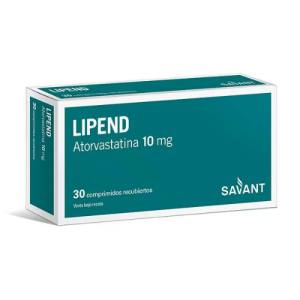 LIPEND
Atorvastatina 10 mg
30 comprimidos recubiertos
Venta bajo receta
SAVANT